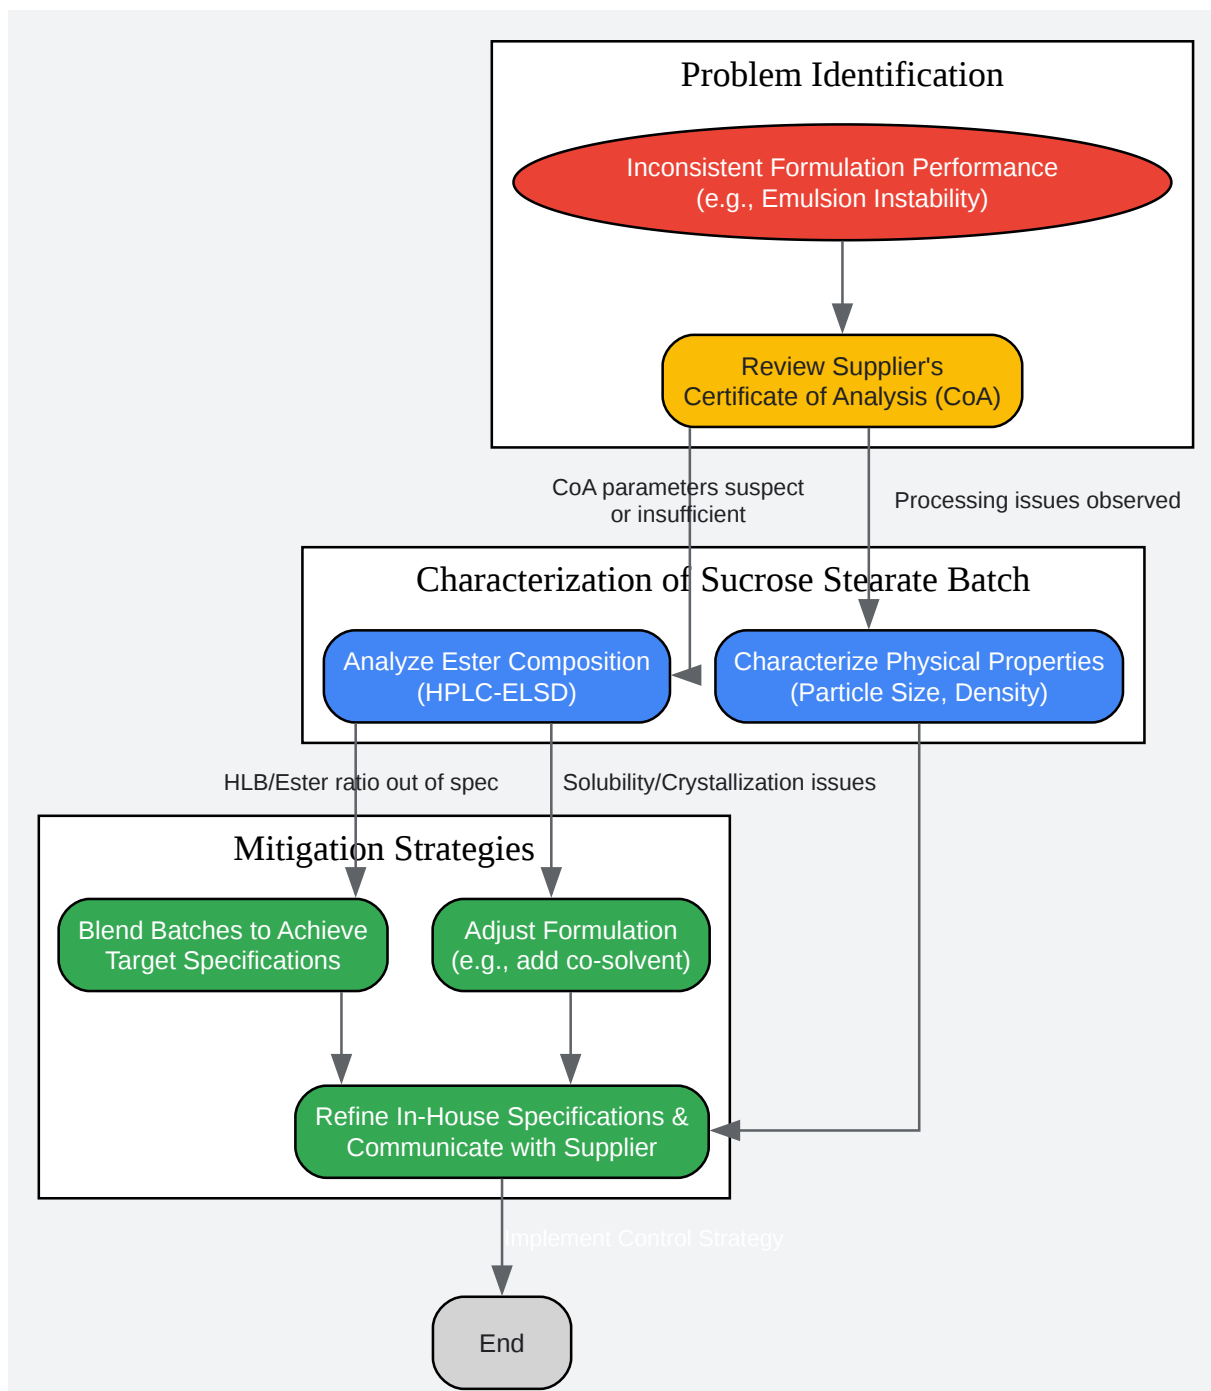 Problem Identification
Inconsistent Formulation Performance
(e.g., Emulsion Instability)
Review Supplier's
Certificate of Analysis (CoA)
CoA parameters suspect
or insufficient
Processing issues observed
Characterization of Sucrose Stearate Batch
Analyze Ester Composition
(HPLC-ELSD)
Characterize Physical Properties
(Particle Size, Density)
HLB/Ester ratio out of spec
Solubility/Crystallization issues
Mitigation Strategies
Blend Batches to Achieve
Target Specifications
Adjust Formulation
(e.g., add co-solvent)
Refine In-House Specifications &
Communicate with Supplier
Implement Control Strategy
End